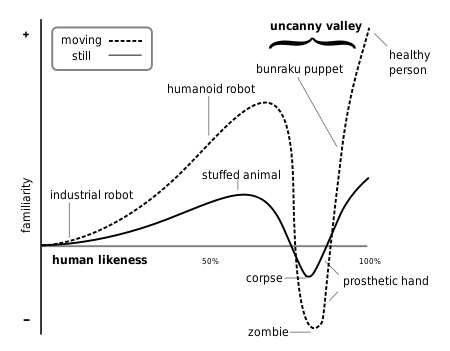 uncanny valley
+
moving
still
healthy
person
bunraku puppet
humanoid robot
stuffed animal
industrial robot
familiarity
human likeness
50%
100%
corpse
prosthetic hand
zombie
–